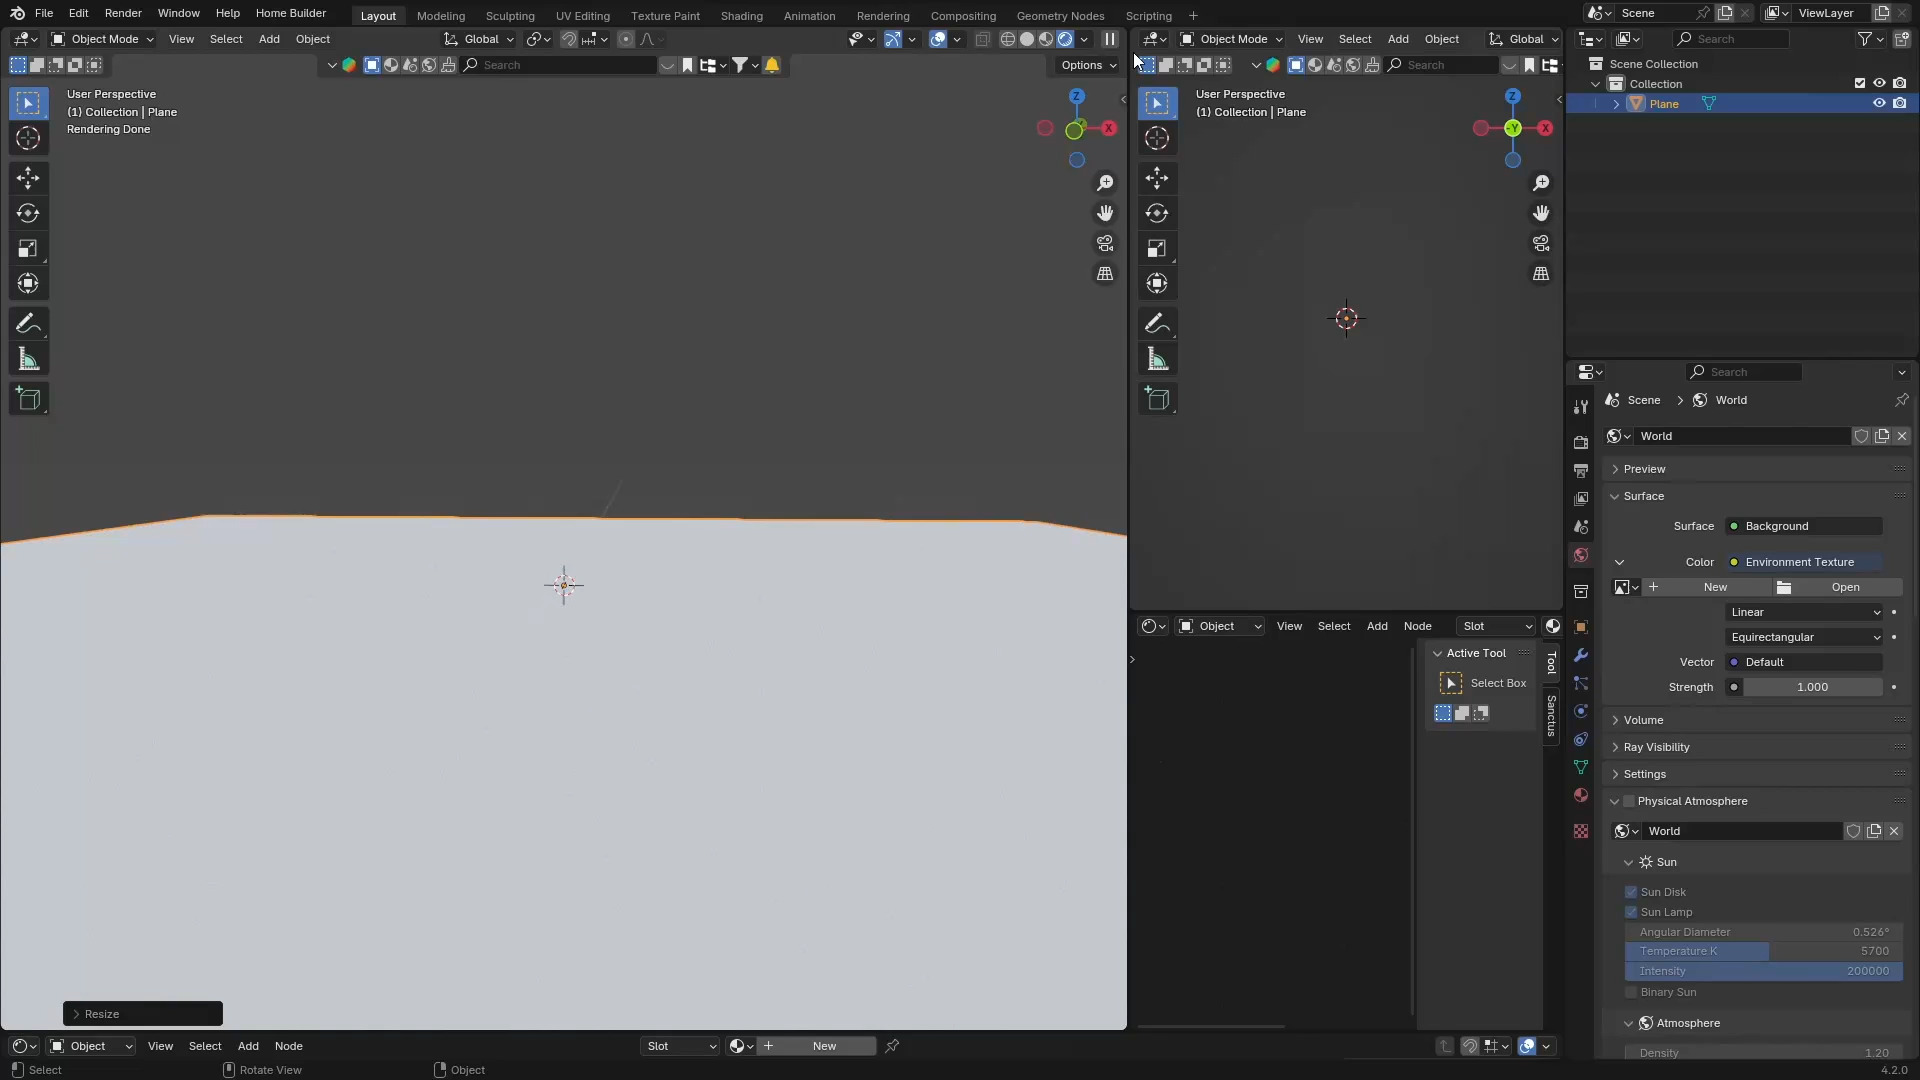 File Edit Render Window Help Home Builder Layout Modeling Sculpting UV Editing Texture Paint Shading Animation Rendering Compositing Geometry Nodes Scripting + Scene ViewLayer
Object Mode View Select Add Object Global
Object Mode View Select Add Object Global
Search
Search Options
Search
User Perspective
(1) Collection | Plane
Rendering Done
Z
X
User Perspective
(1) Collection | Plane
Z
-Y X
Scene Collection
Collection
Plane
Search
Scene > World
World
Preview
Surface
Surface Background
Color Environment Texture
New Open
Linear
Equirectangular
Vector Default
Strength 1.000
Volume
Ray Visibility
Settings
Physical Atmosphere
World
Sun
Sun Disk
Sun Lamp
Angular Diameter 0.526°
Temperature K 5700
Intensity 200000
Binary Sun
Atmosphere
Density 1.20
Object View Select Add Node Slot
Active Tool
Select Box
Tool
Sanctus
Resize
Object View Select Add Node Slot New
Select Rotate View Object 4.2.0